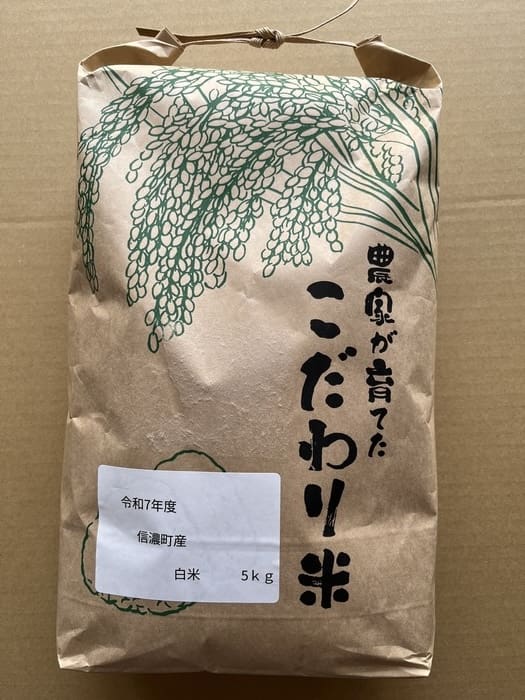 農家が育てた
こだわり米
令和7年度
信濃町産
白米 5kg